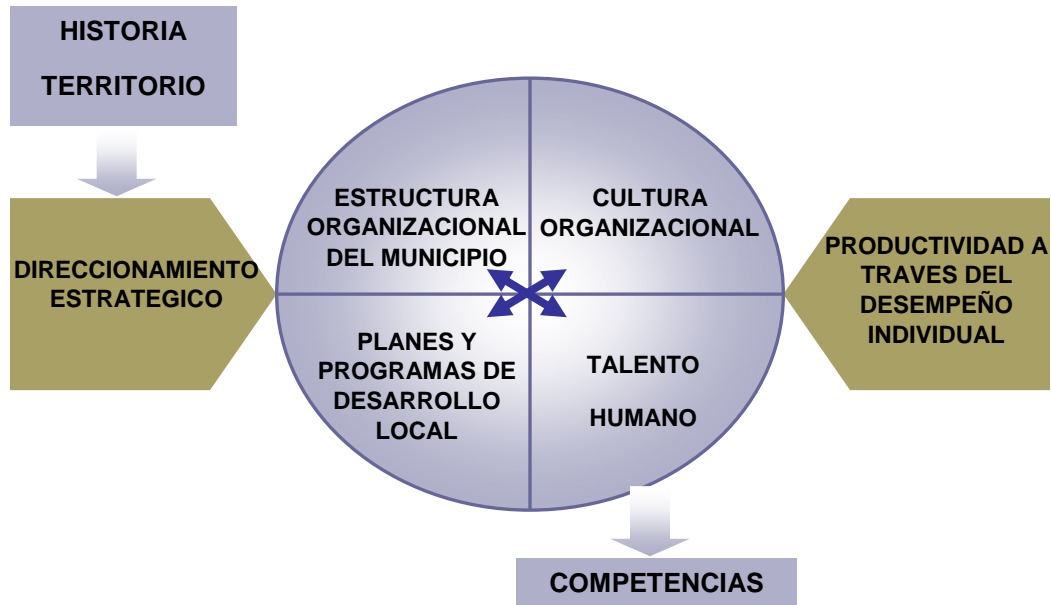 HISTORIA
TERRITORIO
DIRECCIONAMIENTO
ESTRATEGICO
ESTRUCTURA
ORGANIZACIONAL
DEL MUNICIPIO
CULTURA
ORGANIZACIONAL
PLANES Y
PROGRAMAS DE
DESARROLLO
LOCAL
TALENTO
HUMANO
PRODUCTIVIDAD A
TRAVES DEL
DESEMPEÑO
INDIVIDUAL
COMPETENCIAS